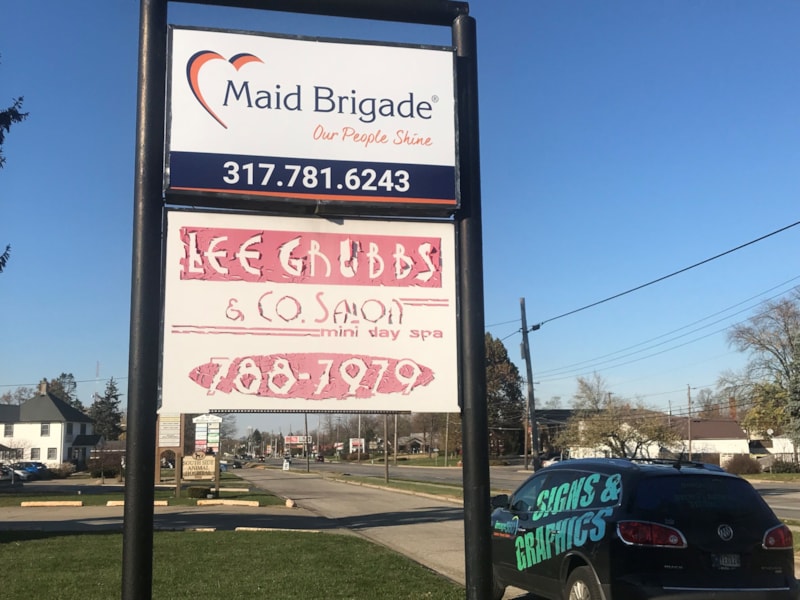 Maid Brigade®
Our People Shine
317.781.6243
LEE GRUBBS
& CO. SALON
mini day spa
788-7979
SIGNS &
GRAPHICS
BUICK